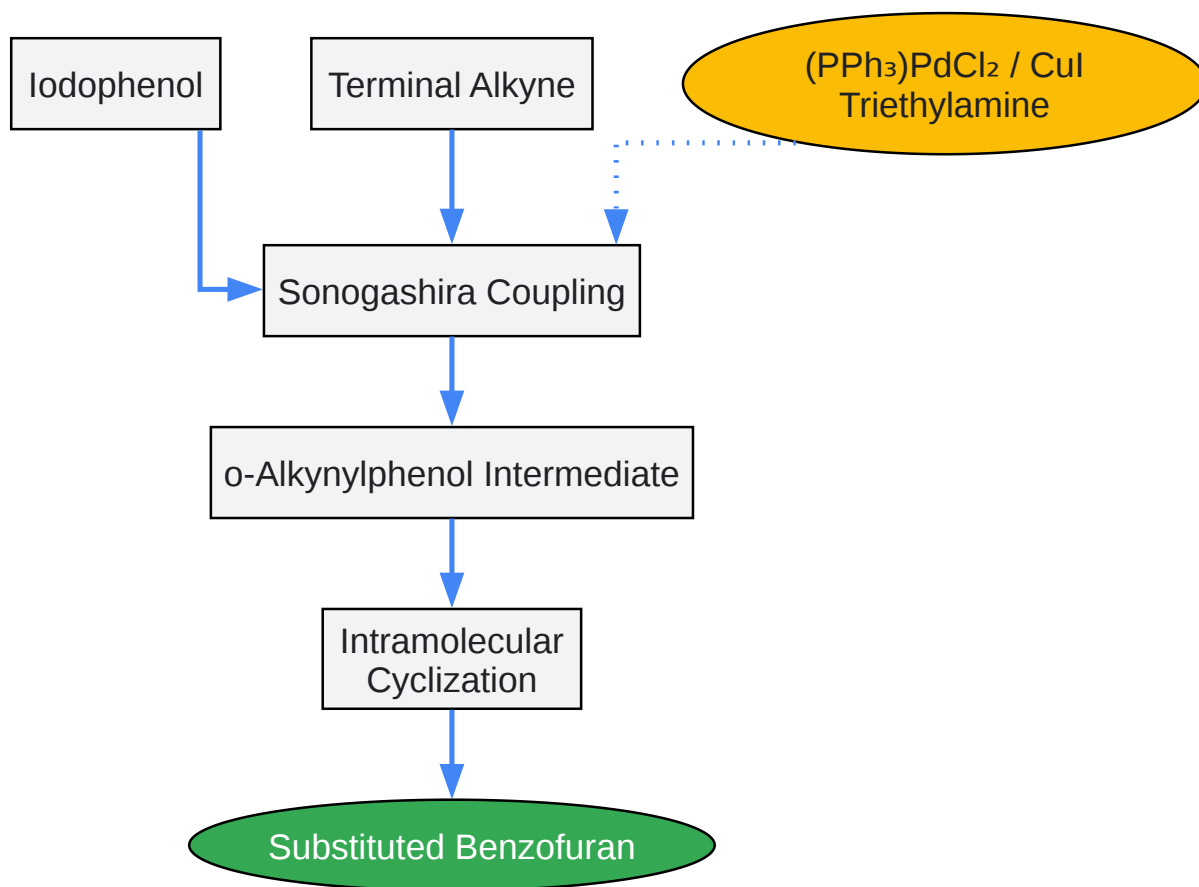 Iodophenol
Terminal Alkyne
(PPh₃)PdCl₂ / CuI
Triethylamine
Sonogashira Coupling
o-Alkynylphenol Intermediate
Intramolecular
Cyclization
Substituted Benzofuran